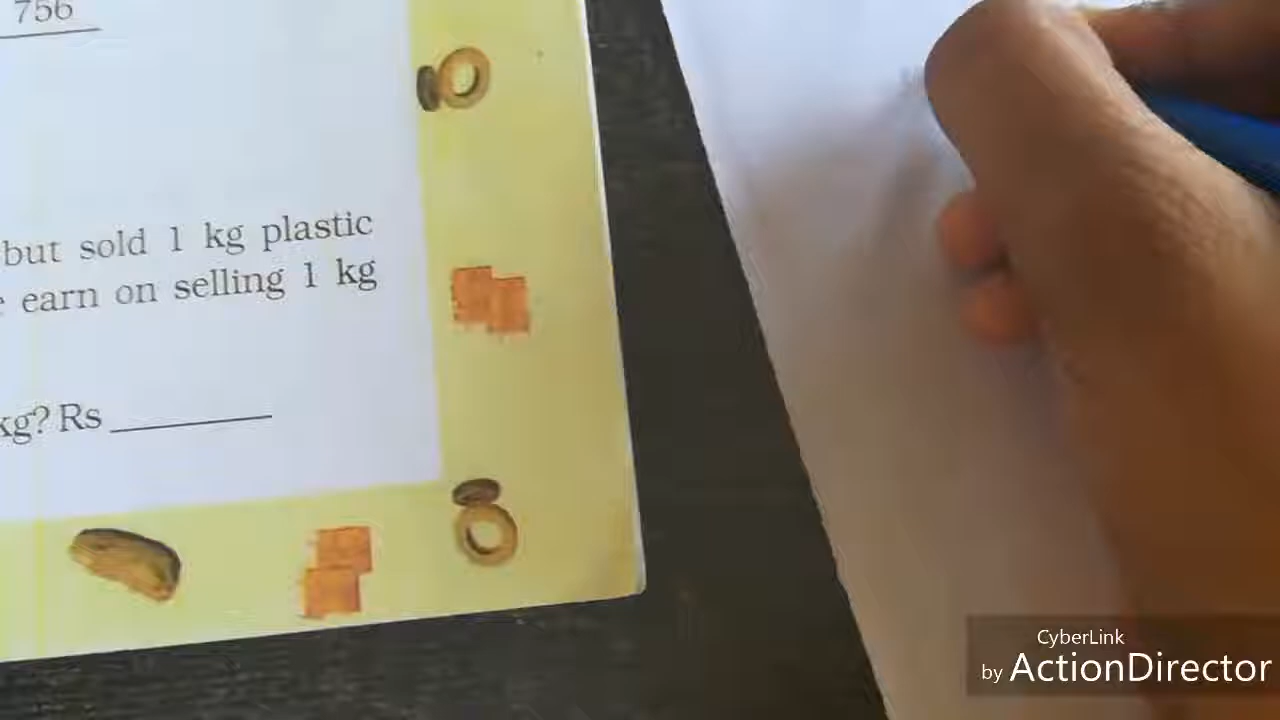 756
but sold 1 kg plastic
earn on selling 1 kg
kg? Rs
CyberLink
by ActionDirector